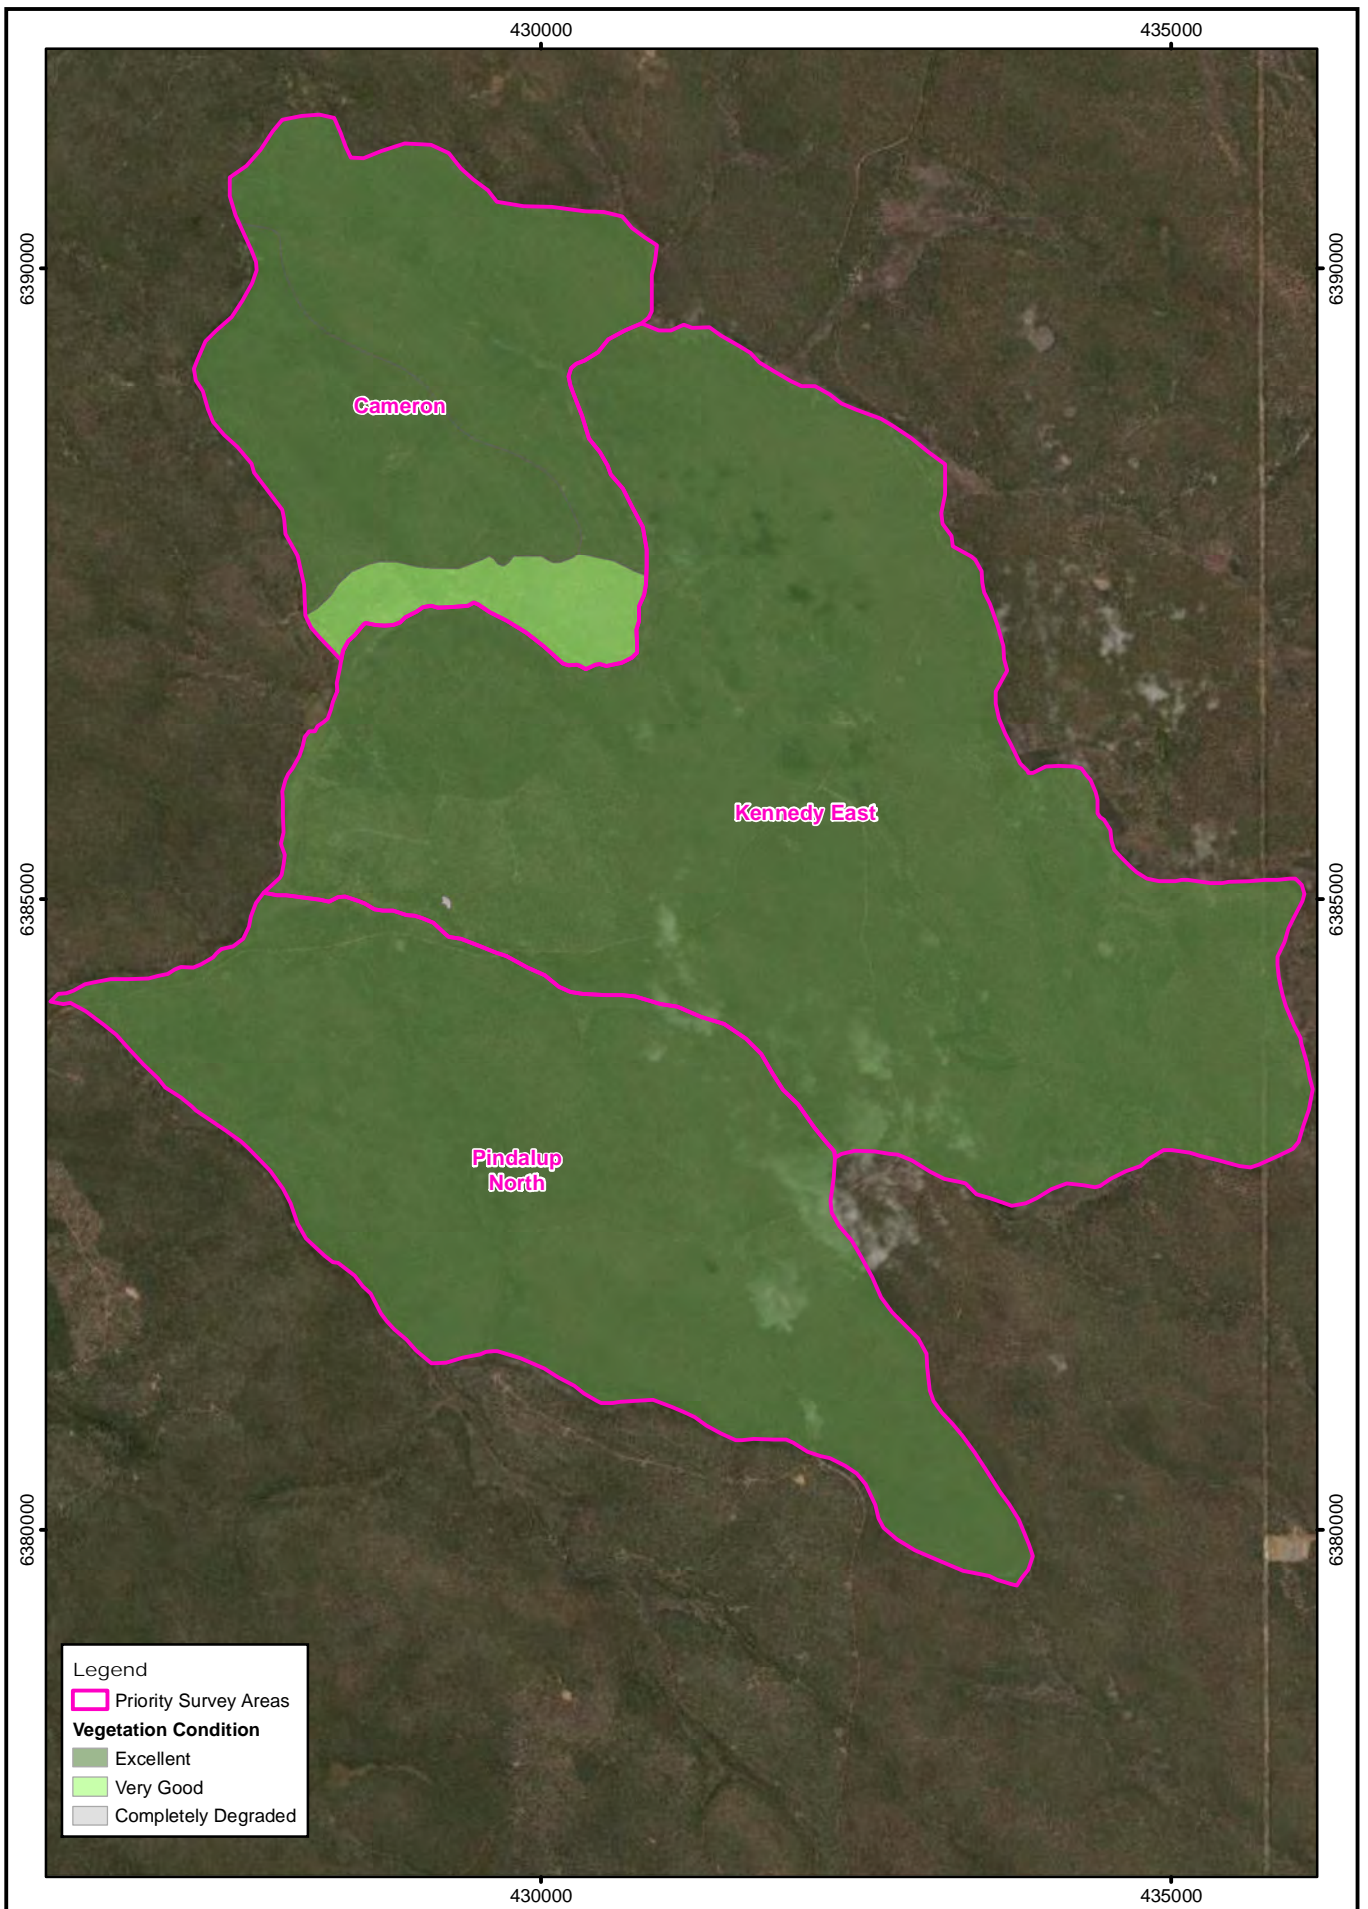 430000
435000
6390000
6390000
Cameron
Kennedy East
6385000
6385000
Pindalup
North
6380000
6380000
Legend
Priority Survey Areas
Vegetation Condition
Excellent
Very Good
Completely Degraded
430000
435000